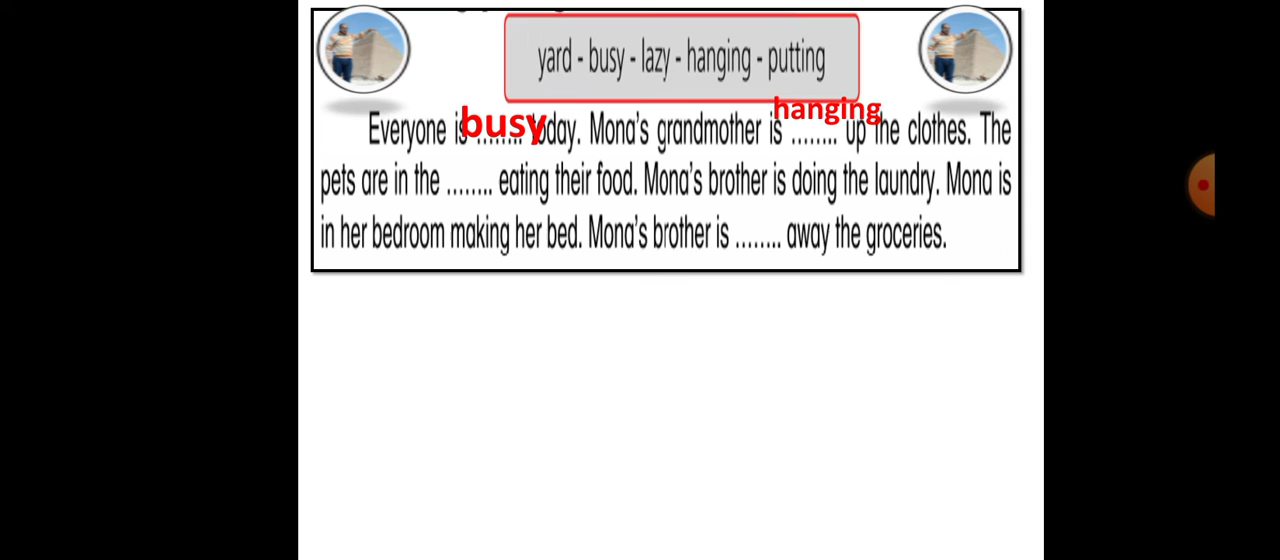 yard - busy - lazy - hanging - putting
hanging
busy
Everyone is ........ today. Mona's grandmother is ........ up the clothes. The
pets are in the ........ eating their food. Mona's brother is doing the laundry. Mona is
in her bedroom making her bed. Mona's brother is ........ away the groceries.